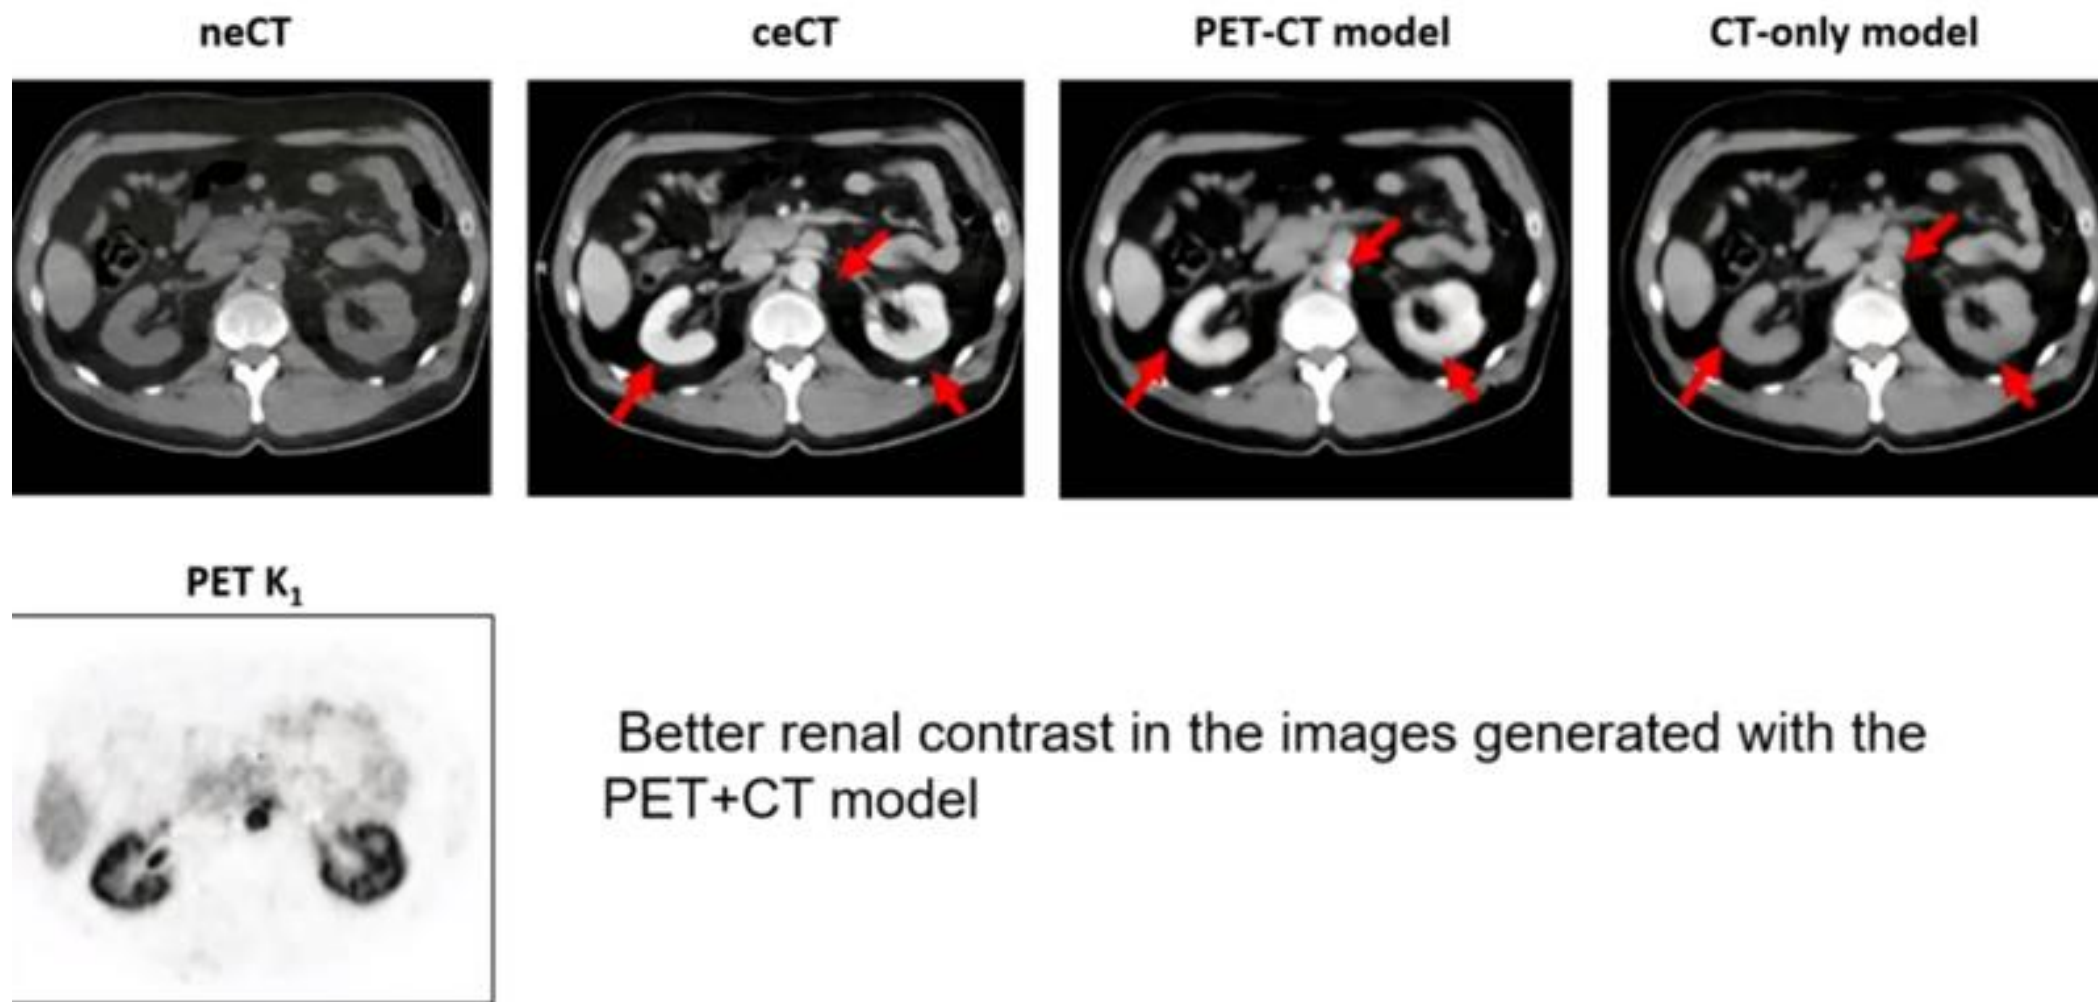 neCT
ceCT
PET-CT model
CT-only model
PET K₁
Better renal contrast in the images generated with the
PET+CT model